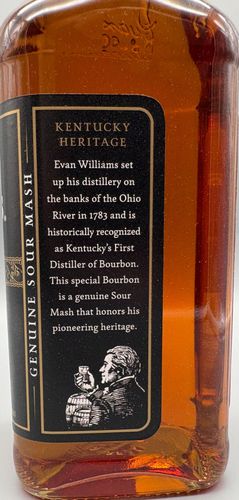 KENTUCKY
HERITAGE
Evan Williams set
up his distillery on
the banks of the Ohio
River in 1783 and is
historically recognized
as Kentucky's First
Distiller of Bourbon.
This special Bourbon
is a genuine Sour
Mash that honors his
pioneering heritage.
GENUINE SOUR MASH